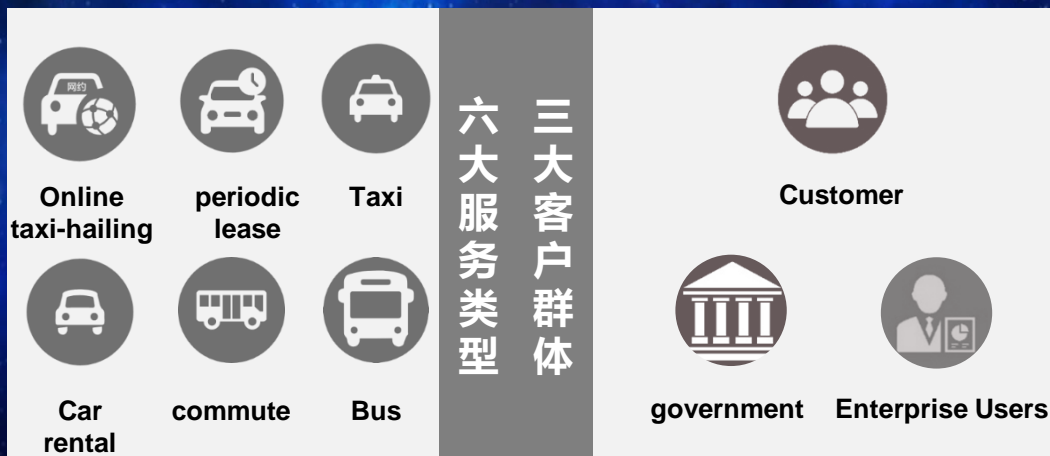 网约
Online
taxi-hailing
periodic
lease
Taxi
Car
rental
commute
Bus
六大服务类型
三大客户群体
Customer
government
Enterprise Users